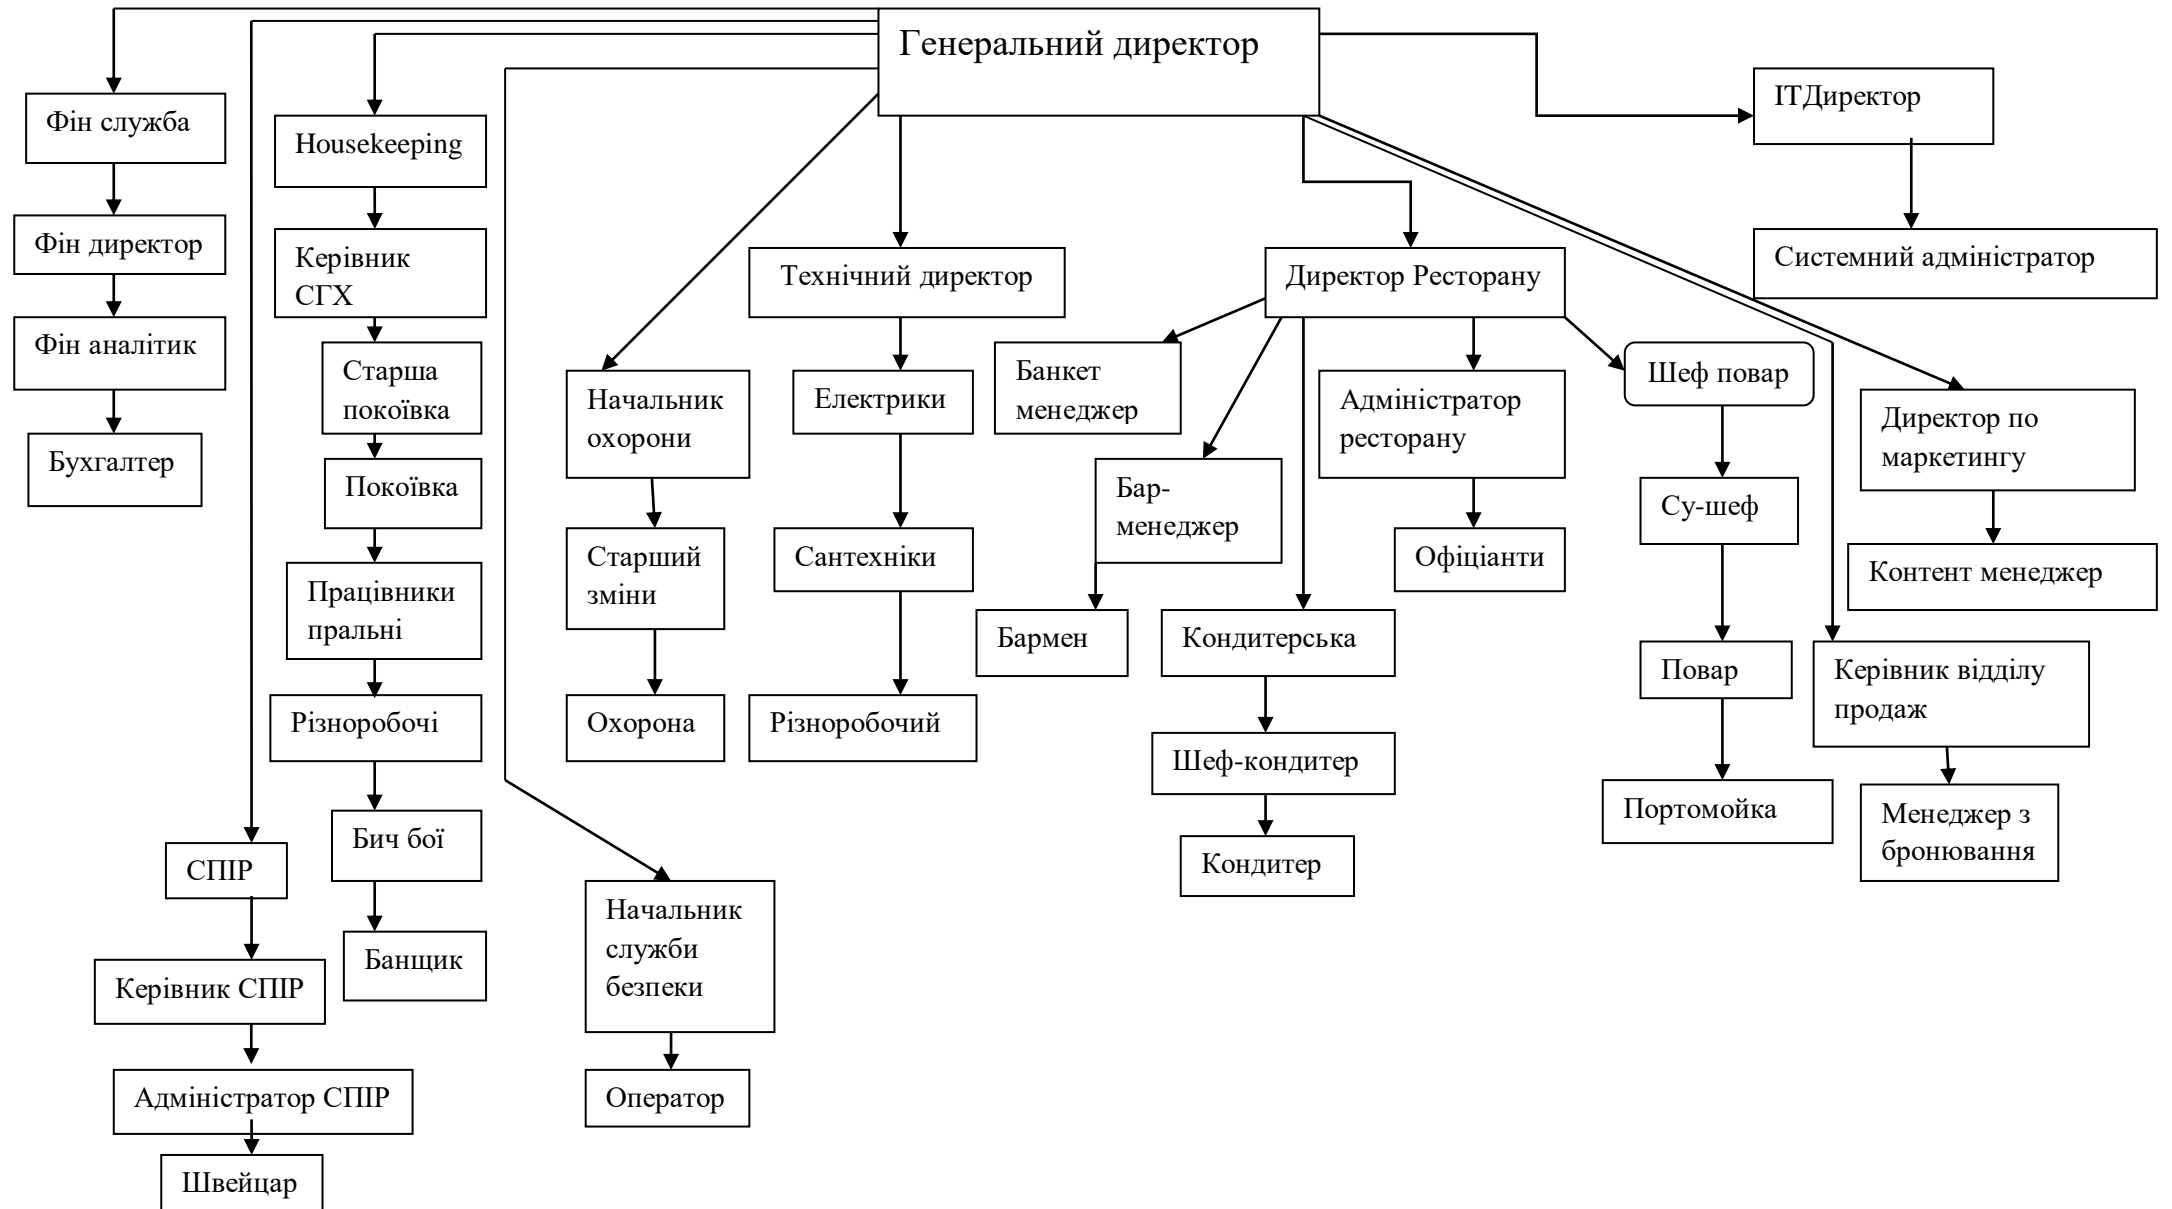 Генеральний директор
ІТДиректор
Фін служба
Housekeeping
Фін директор
Керівник
СГХ
Технічний директор
Директор Ресторану
Системний адміністратор
Фін аналітик
Старша
покоївка
Начальник
охорони
Електрики
Банкет
менеджер
Адміністратор
ресторану
Шеф повар
Директор по
маркетингу
Бухгалтер
Покоївка
Бар-
менеджер
Су-шеф
Працівники
пральні
Старший
зміни
Сантехніки
Офіціанти
Контент менеджер
Бармен
Кондитерська
Повар
Керівник відділу
продаж
Різноробочі
Охорона
Різноробочий
Шеф-кондитер
Портомойка
Менеджер з
бронювання
Бич бої
СПІР
Кондитер
Начальник
служби
безпеки
Банщик
Керівник СПІР
Адміністратор СПІР
Оператор
Швейцар